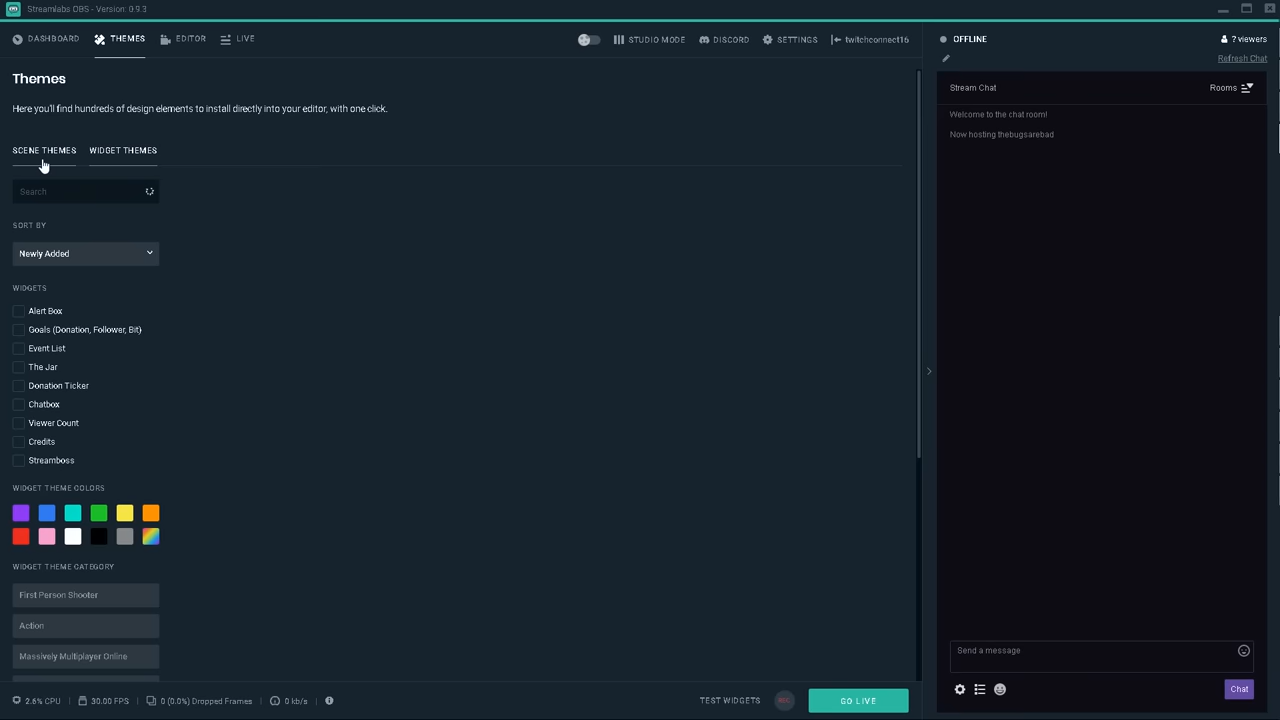 Streamlabs OBS - Version: 0.9.3
DASHBOARD THEMES EDITOR LIVE
STUDIO MODE DISCORD SETTINGS twitchconnect16
OFFLINE ? viewers
Refresh Chat
Themes
Here you'll find hundreds of design elements to install directly into your editor, with one click.
SCENE THEMES WIDGET THEMES
Search
SORT BY
Newly Added
WIDGETS
Alert Box
Goals (Donation, Follower, Bit)
Event List
The Jar
Donation Ticker
Chatbox
Viewer Count
Credits
Streamboss
WIDGET THEME COLORS
WIDGET THEME CATEGORY
First Person Shooter
Action
Massively Multiplayer Online
Stream Chat Rooms
Welcome to the chat room!
Now hosting thebugsarebad
Send a message
Chat
2.6% CPU 30.00 FPS 0 (0.0%) Dropped Frames 0 kb/s
TEST WIDGETS REC GO LIVE